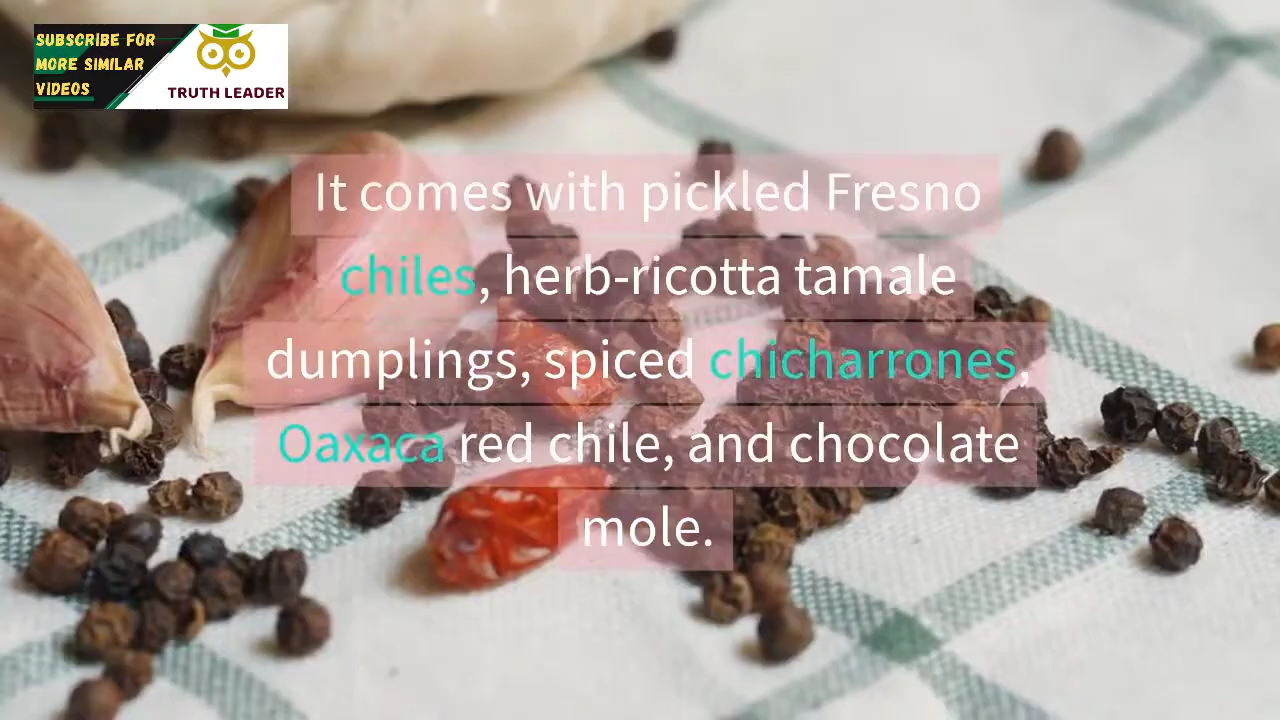 SUBSCRIBE FOR
MORE SIMILAR
VIDEOS
TRUTH LEADER
It comes with pickled Fresno
chiles, herb-ricotta tamale
dumplings, spiced chicharrones,
Oaxaca red chile, and chocolate
mole.